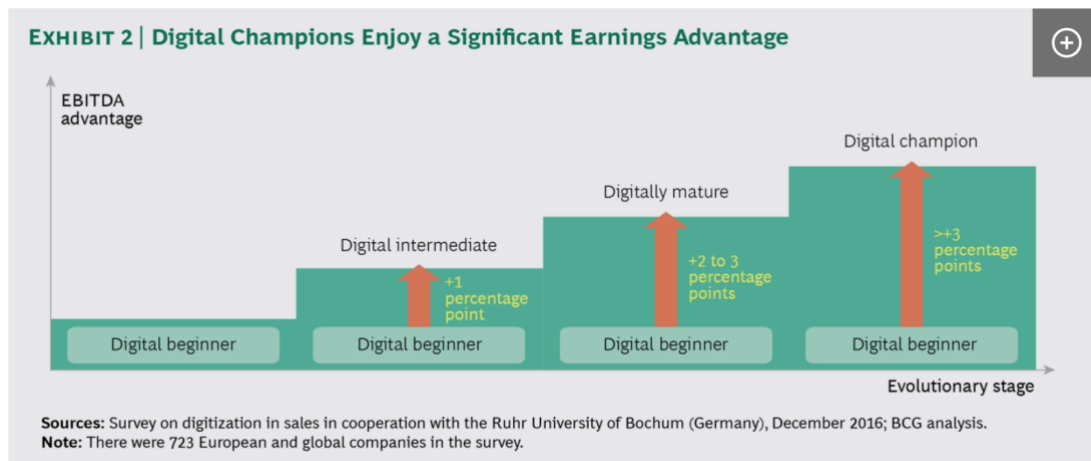 EXHIBIT 2 | Digital Champions Enjoy a Significant Earnings Advantage
EBITDA
advantage
Digital champion
Digitally mature
Digital intermediate
>+3
percentage
points
+2 to 3
percentage
points
+1
percentage
point
Digital beginner
Digital beginner
Digital beginner
Digital beginner
Evolutionary stage
Sources: Survey on digitization in sales in cooperation with the Ruhr University of Bochum (Germany), December 2016; BCG analysis.
Note: There were 723 European and global companies in the survey.